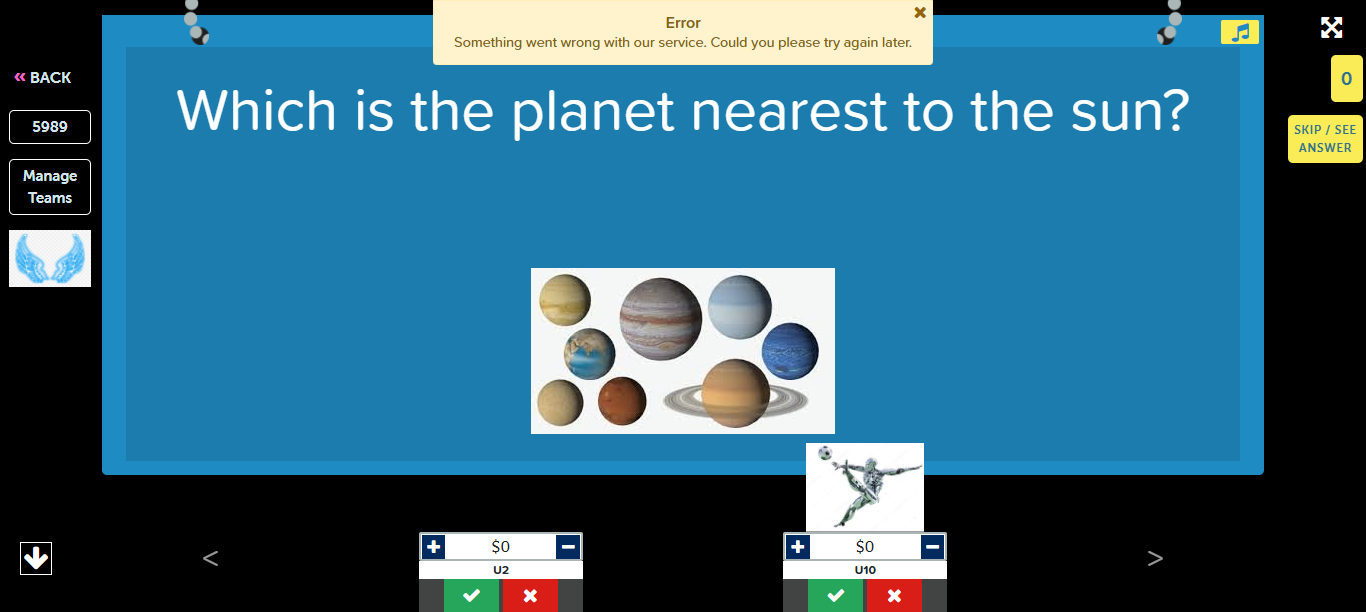 Error
Something went wrong with our service. Could you please try again later.
« BACK
5989
Manage
Teams
Which is the planet nearest to the sun?
0
SKIP / SEE
ANSWER
< 
$0
U2
$0
U10
>